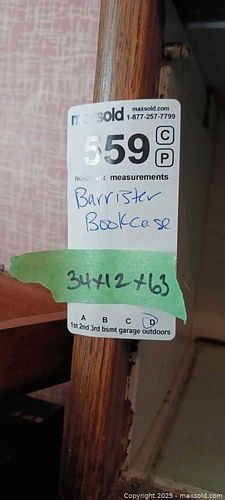 maxsold maxsold.com
1-877-257-7799
559 C
P
measurements
Barrister
Bookcase
34x12x63
A B C D
1st 2nd 3rd bsmt garage outdoors
Copyright © 2025 - maxsold.com